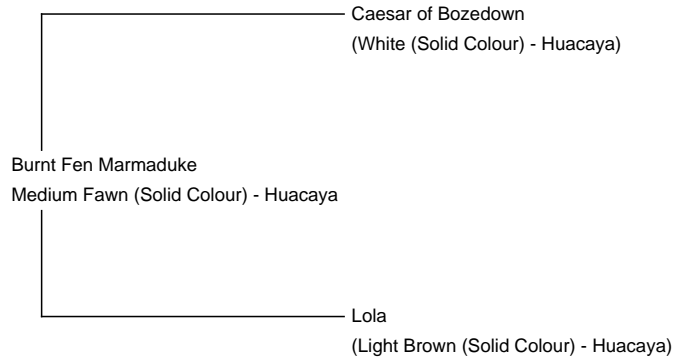 Caesar of Bozedown
(White (Solid Colour) - Huacaya)
Burnt Fen Marmaduke
Medium Fawn (Solid Colour) - Huacaya
Lola
(Light Brown (Solid Colour) - Huacaya)